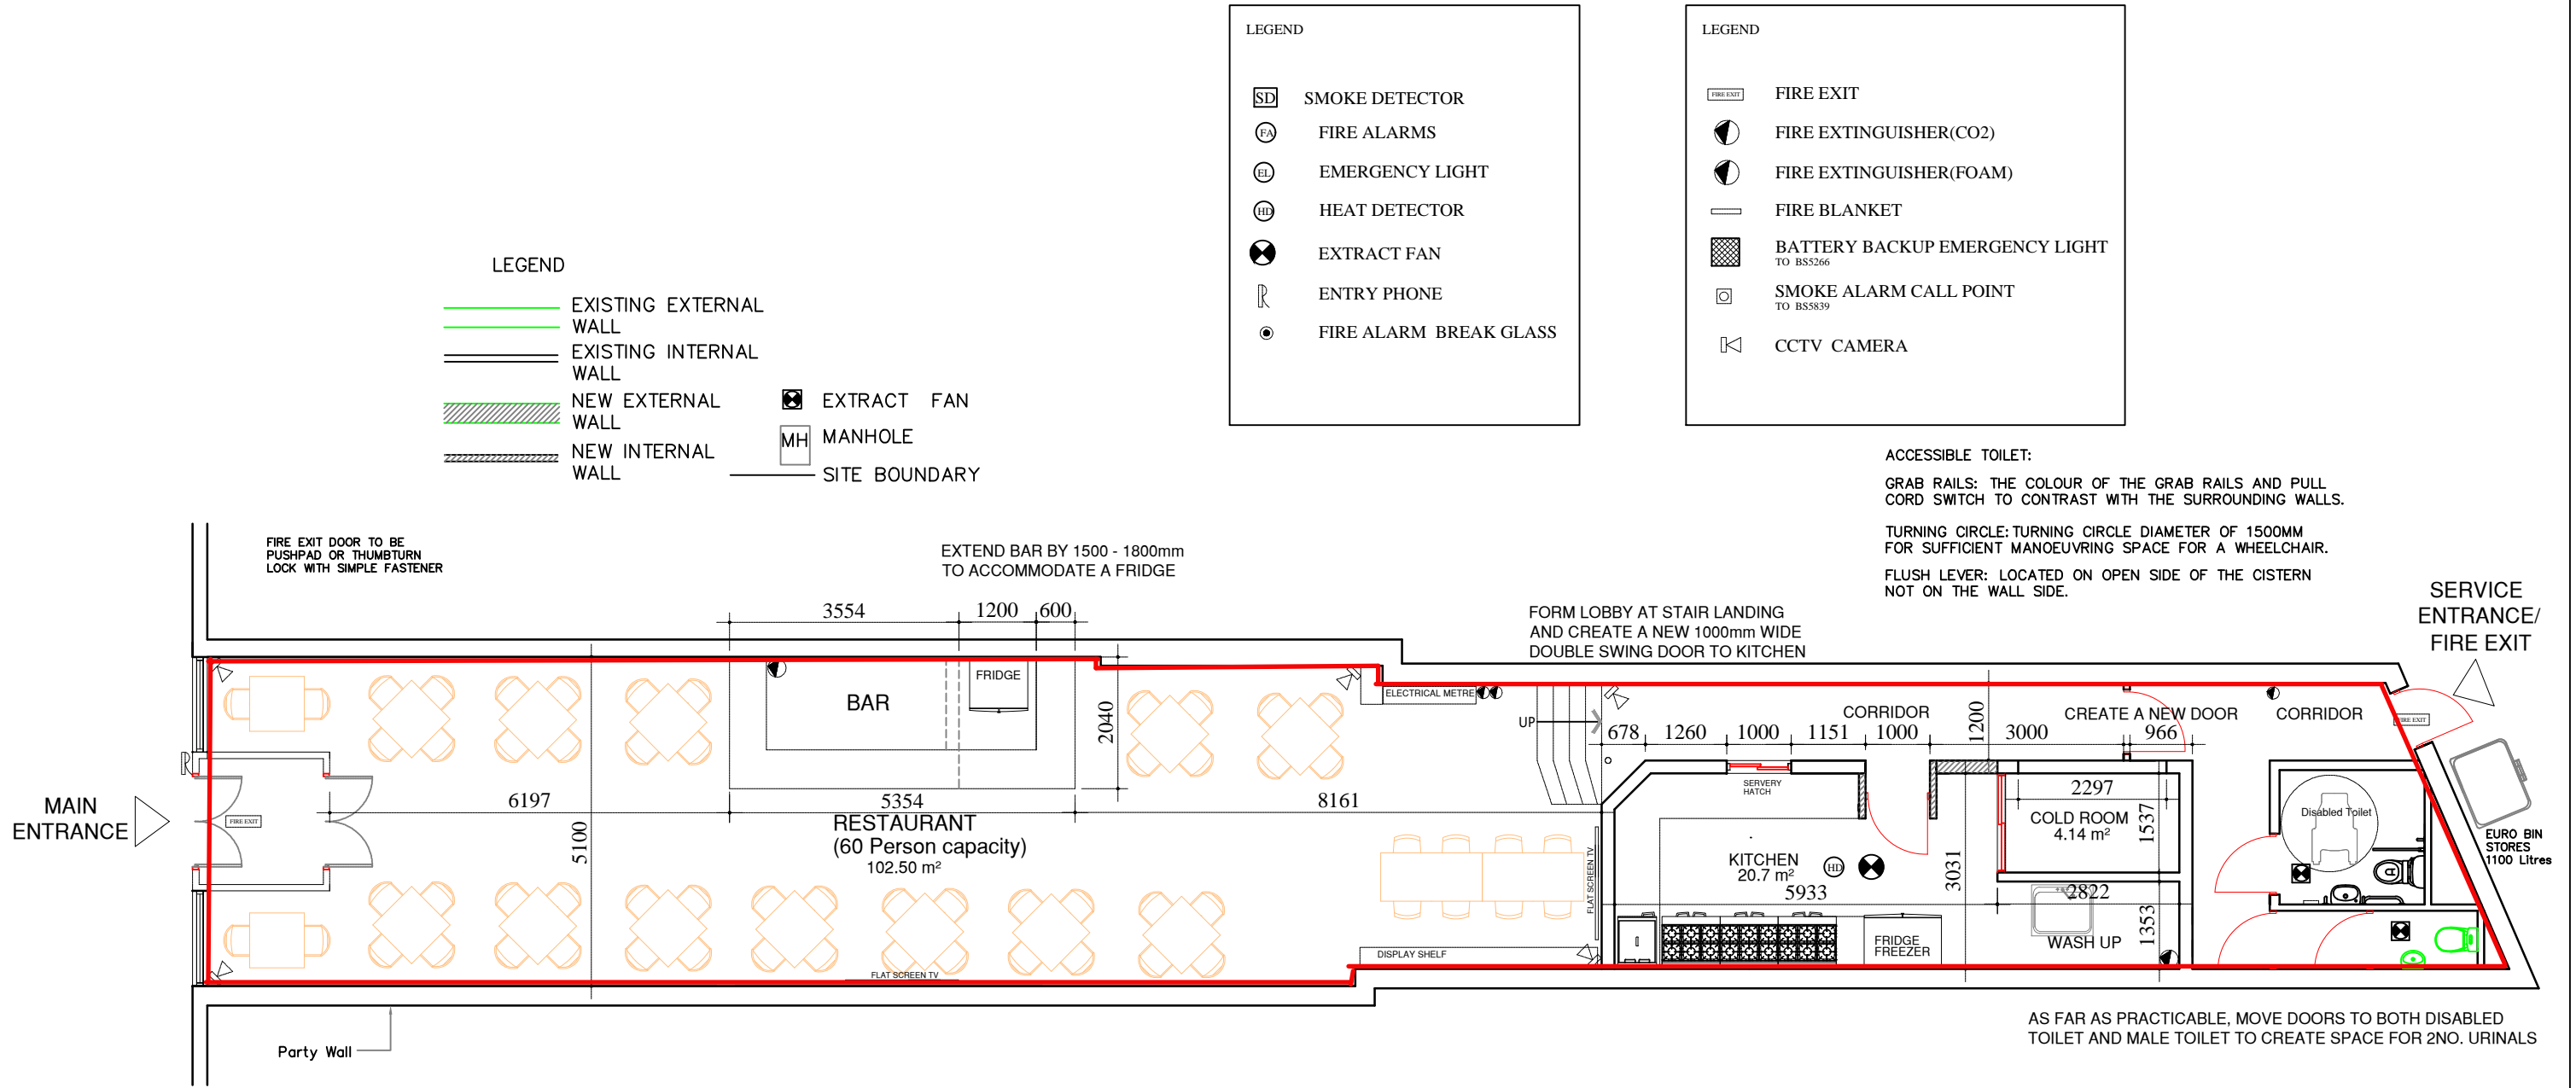 LEGEND
SD SMOKE DETECTOR
FA FIRE ALARMS
EL EMERGENCY LIGHT
HD HEAT DETECTOR
EXTRACT FAN
ENTRY PHONE
FIRE ALARM BREAK GLASS
LEGEND
FIRE EXIT FIRE EXIT
FIRE EXTINGUISHER(CO2)
FIRE EXTINGUISHER(FOAM)
FIRE BLANKET
BATTERY BACKUP EMERGENCY LIGHT
TO BS5266
SMOKE ALARM CALL POINT
TO BS5839
CCTV CAMERA
LEGEND
EXISTING EXTERNAL
WALL
EXISTING INTERNAL
WALL
NEW EXTERNAL
WALL
NEW INTERNAL
WALL
EXTRACT FAN
MH MANHOLE
SITE BOUNDARY
ACCESSIBLE TOILET:
GRAB RAILS: THE COLOUR OF THE GRAB RAILS AND PULL
CORD SWITCH TO CONTRAST WITH THE SURROUNDING WALLS.
TURNING CIRCLE: TURNING CIRCLE DIAMETER OF 1500MM
FOR SUFFICIENT MANOEUVRING SPACE FOR A WHEELCHAIR.
FLUSH LEVER: LOCATED ON OPEN SIDE OF THE CISTERN
NOT ON THE WALL SIDE.
FIRE EXIT DOOR TO BE
PUSHPAD OR THUMBTURN
LOCK WITH SIMPLE FASTENER
EXTEND BAR BY 1500 - 1800mm
TO ACCOMMODATE A FRIDGE
FORM LOBBY AT STAIR LANDING
AND CREATE A NEW 1000mm WIDE
DOUBLE SWING DOOR TO KITCHEN
SERVICE
ENTRANCE/
FIRE EXIT
3554
1200
600
FRIDGE
BAR
2040
ELECTRICAL METRE
UP
CORRIDOR
1200
CREATE A NEW DOOR
CORRIDOR
FIRE EXIT
678
1260
1000
1151
1000
3000
966
SERVERY
HATCH
MAIN
ENTRANCE
FIRE EXIT
6197
5354
8161
5100
RESTAURANT
(60 Person capacity)
102.50 m²
2297
COLD ROOM
4.14 m²
1537
Disabled Toilet
EURO BIN
STORES
1100 Litres
KITCHEN
20.7 m²
HD
5933
3031
2822
1353
FLAT SCREEN TV
FRIDGE
FREEZER
WASH UP
DISPLAY SHELF
FLAT SCREEN TV
Party Wall
AS FAR AS PRACTICABLE, MOVE DOORS TO BOTH DISABLED
TOILET AND MALE TOILET TO CREATE SPACE FOR 2NO. URINALS